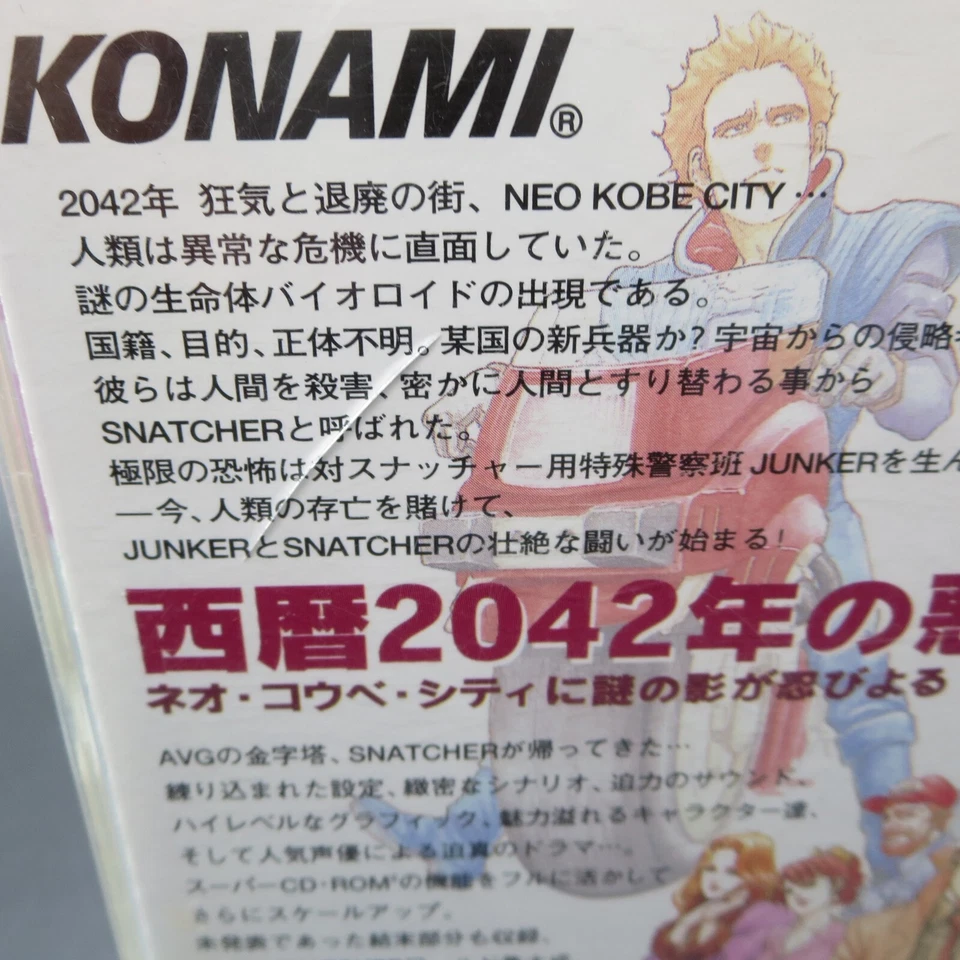 KONAMI®
2042年 狂気と退廃の街、NEO KOBE CITY…
人類は異常な危機に直面していた。
謎の生命体バイオロイドの出現である。
国籍、目的、正体不明。某国の新兵器か？宇宙からの侵略
彼らは人間を殺害、密かに人間とすり替わる事から
SNATCHERと呼ばれた。
極限の恐怖は対スナッチャー用特殊警察班 JUNKERを生ん
―今、人類の存亡を賭けて、
JUNKERとSNATCHERの壮絶な闘いが始まる！
西暦2042年の悪
ネオ・コウベ・シティに謎の影が忍びよる
AVGの金字塔、SNATCHERが帰ってきた…
練り込まれた設定、緻密なシナリオ、迫力のサウンド、
ハイレベルなグラフィック、魅力溢れるキャラクター達、
そして人気声優による迫真のドラマ…。
スーパーCD・ROM²の機能をフルに活かして
さらにスケールアップ。
未発表であった結末部分も収録、